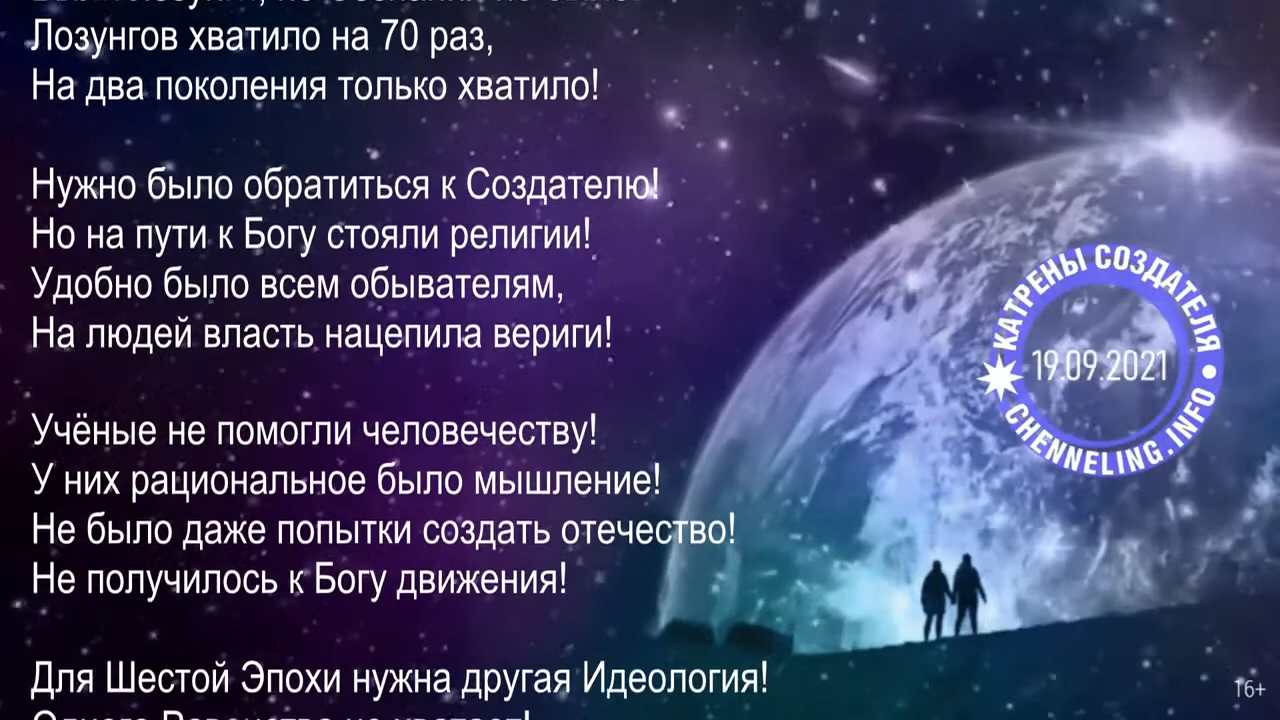 Лозунгов хватило на 70 раз,
На два поколения только хватило!
Нужно было обратиться к Создателю!
Но на пути к Богу стояли религии!
Удобно было всем обывателям,
На людей власть нацепила вериги!
Учёные не помогли человечеству!
У них рациональное было мышление!
Не было даже попытки создать отечество!
Не получилось к Богу движения!
Для Шестой Эпохи нужна другая Идеология!
КАТРЕНЫ СОЗДАТЕЛЯ
19.09.2021
CHENNELING.INFO
16+